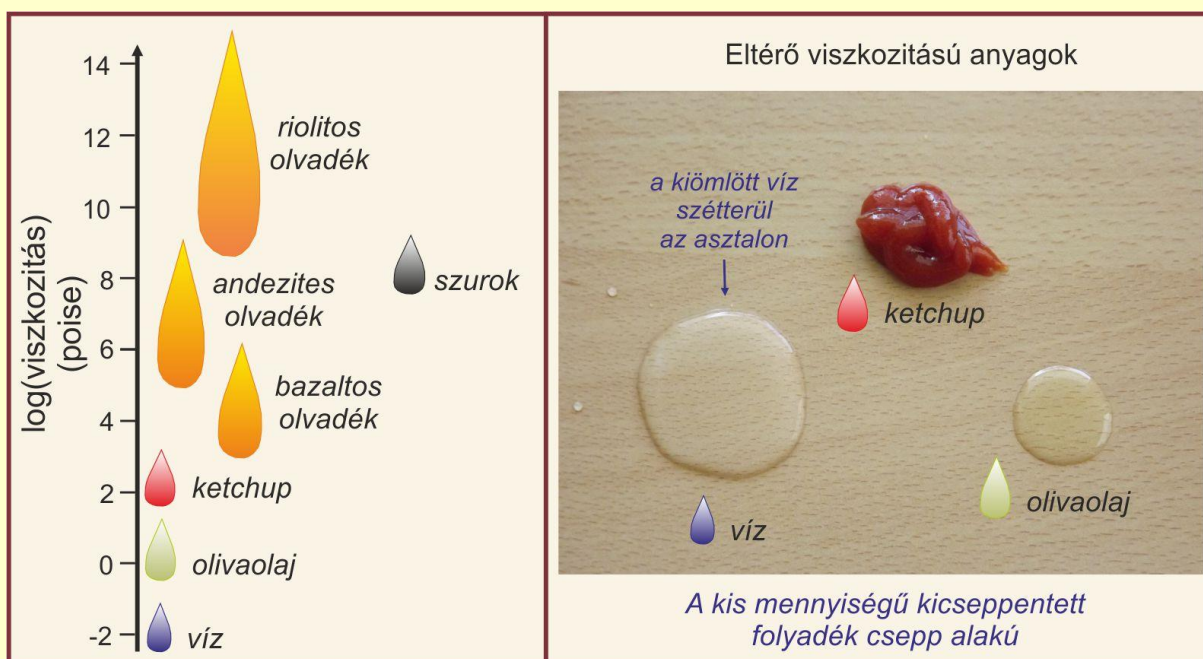 14
12
10
8
6
4
2
0
-2
log(viszkozitás)
(poise)
riolitos
olvadék
andezites
olvadék
szurok
bazaltos
olvadék
ketchup
olivaolaj
víz
Eltérő viszkozitású anyagok
a kiömlött víz
szétterül
az asztalon
ketchup
olivaolaj
víz
A kis mennyiségű kicseppentett
folyadék csepp alakú